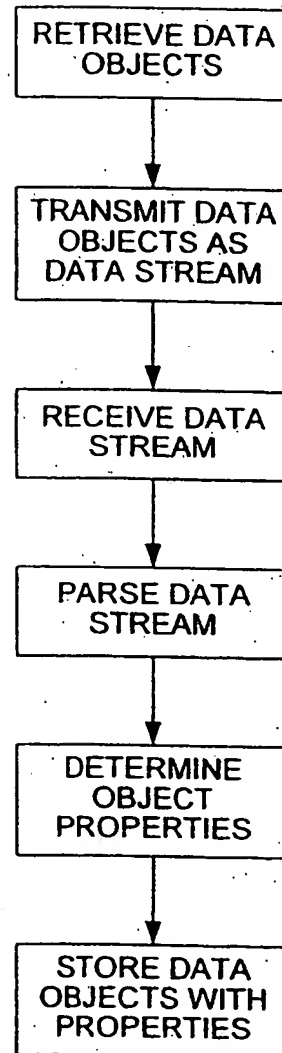 RETRIEVE DATA
OBJECTS
TRANSMIT DATA
OBJECTS AS
DATA STREAM
RECEIVE DATA
STREAM
PARSE DATA
STREAM
DETERMINE
OBJECT
PROPERTIES
STORE DATA
OBJECTS WITH
PROPERTIES